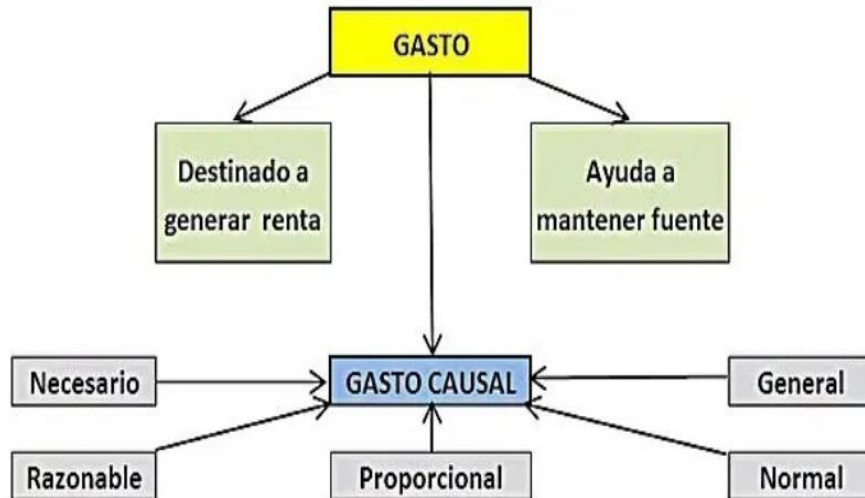 GASTO
Destinado a
generar renta
Ayuda a
mantener fuente
Necesario
GASTO CAUSAL
General
Razonable
Proporcional
Normal